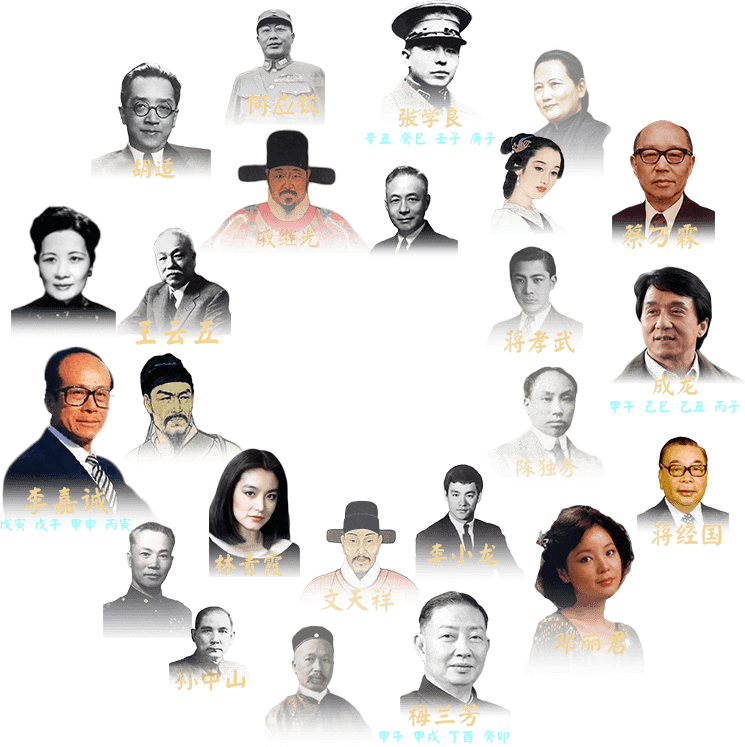 何应钦
张学良
辛丑 癸巳 壬子 庚子
胡适
戚继光
蔡万霖
王云五
蒋孝武
成龙
甲午 己巳 乙丑 丙子
陈独秀
李嘉诚
戊寅 戊午 甲申 丙寅
蒋经国
林青霞
李小龙
文天祥
邓丽君
孙中山
梅兰芳
甲午 甲戌 丁酉 癸卯